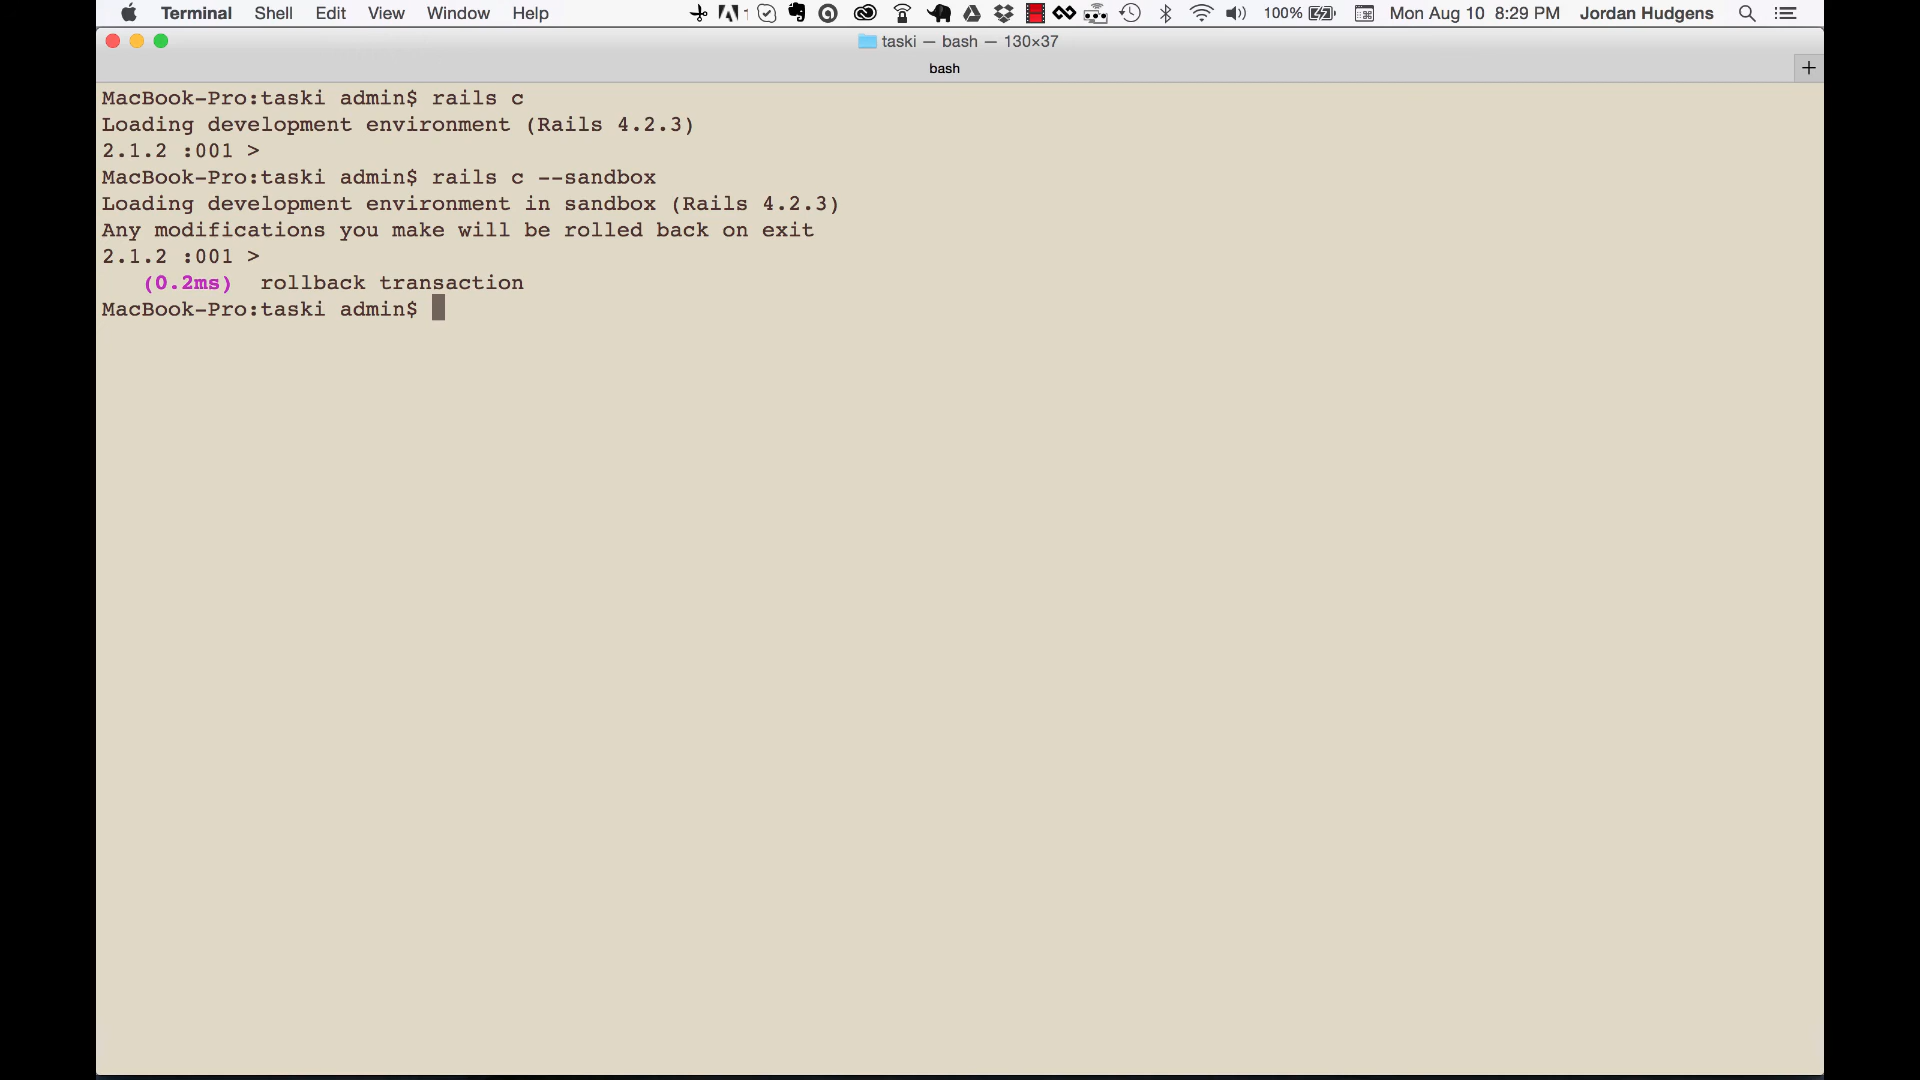 Terminal Shell Edit View Window Help 1 100% Mon Aug 10 8:29 PM Jordan Hudgens
taski — bash — 130×37
bash
MacBook-Pro:taski admin$ rails c
Loading development environment (Rails 4.2.3)
2.1.2 :001 >
MacBook-Pro:taski admin$ rails c --sandbox
Loading development environment in sandbox (Rails 4.2.3)
Any modifications you make will be rolled back on exit
2.1.2 :001 >
(0.2ms) rollback transaction
MacBook-Pro:taski admin$